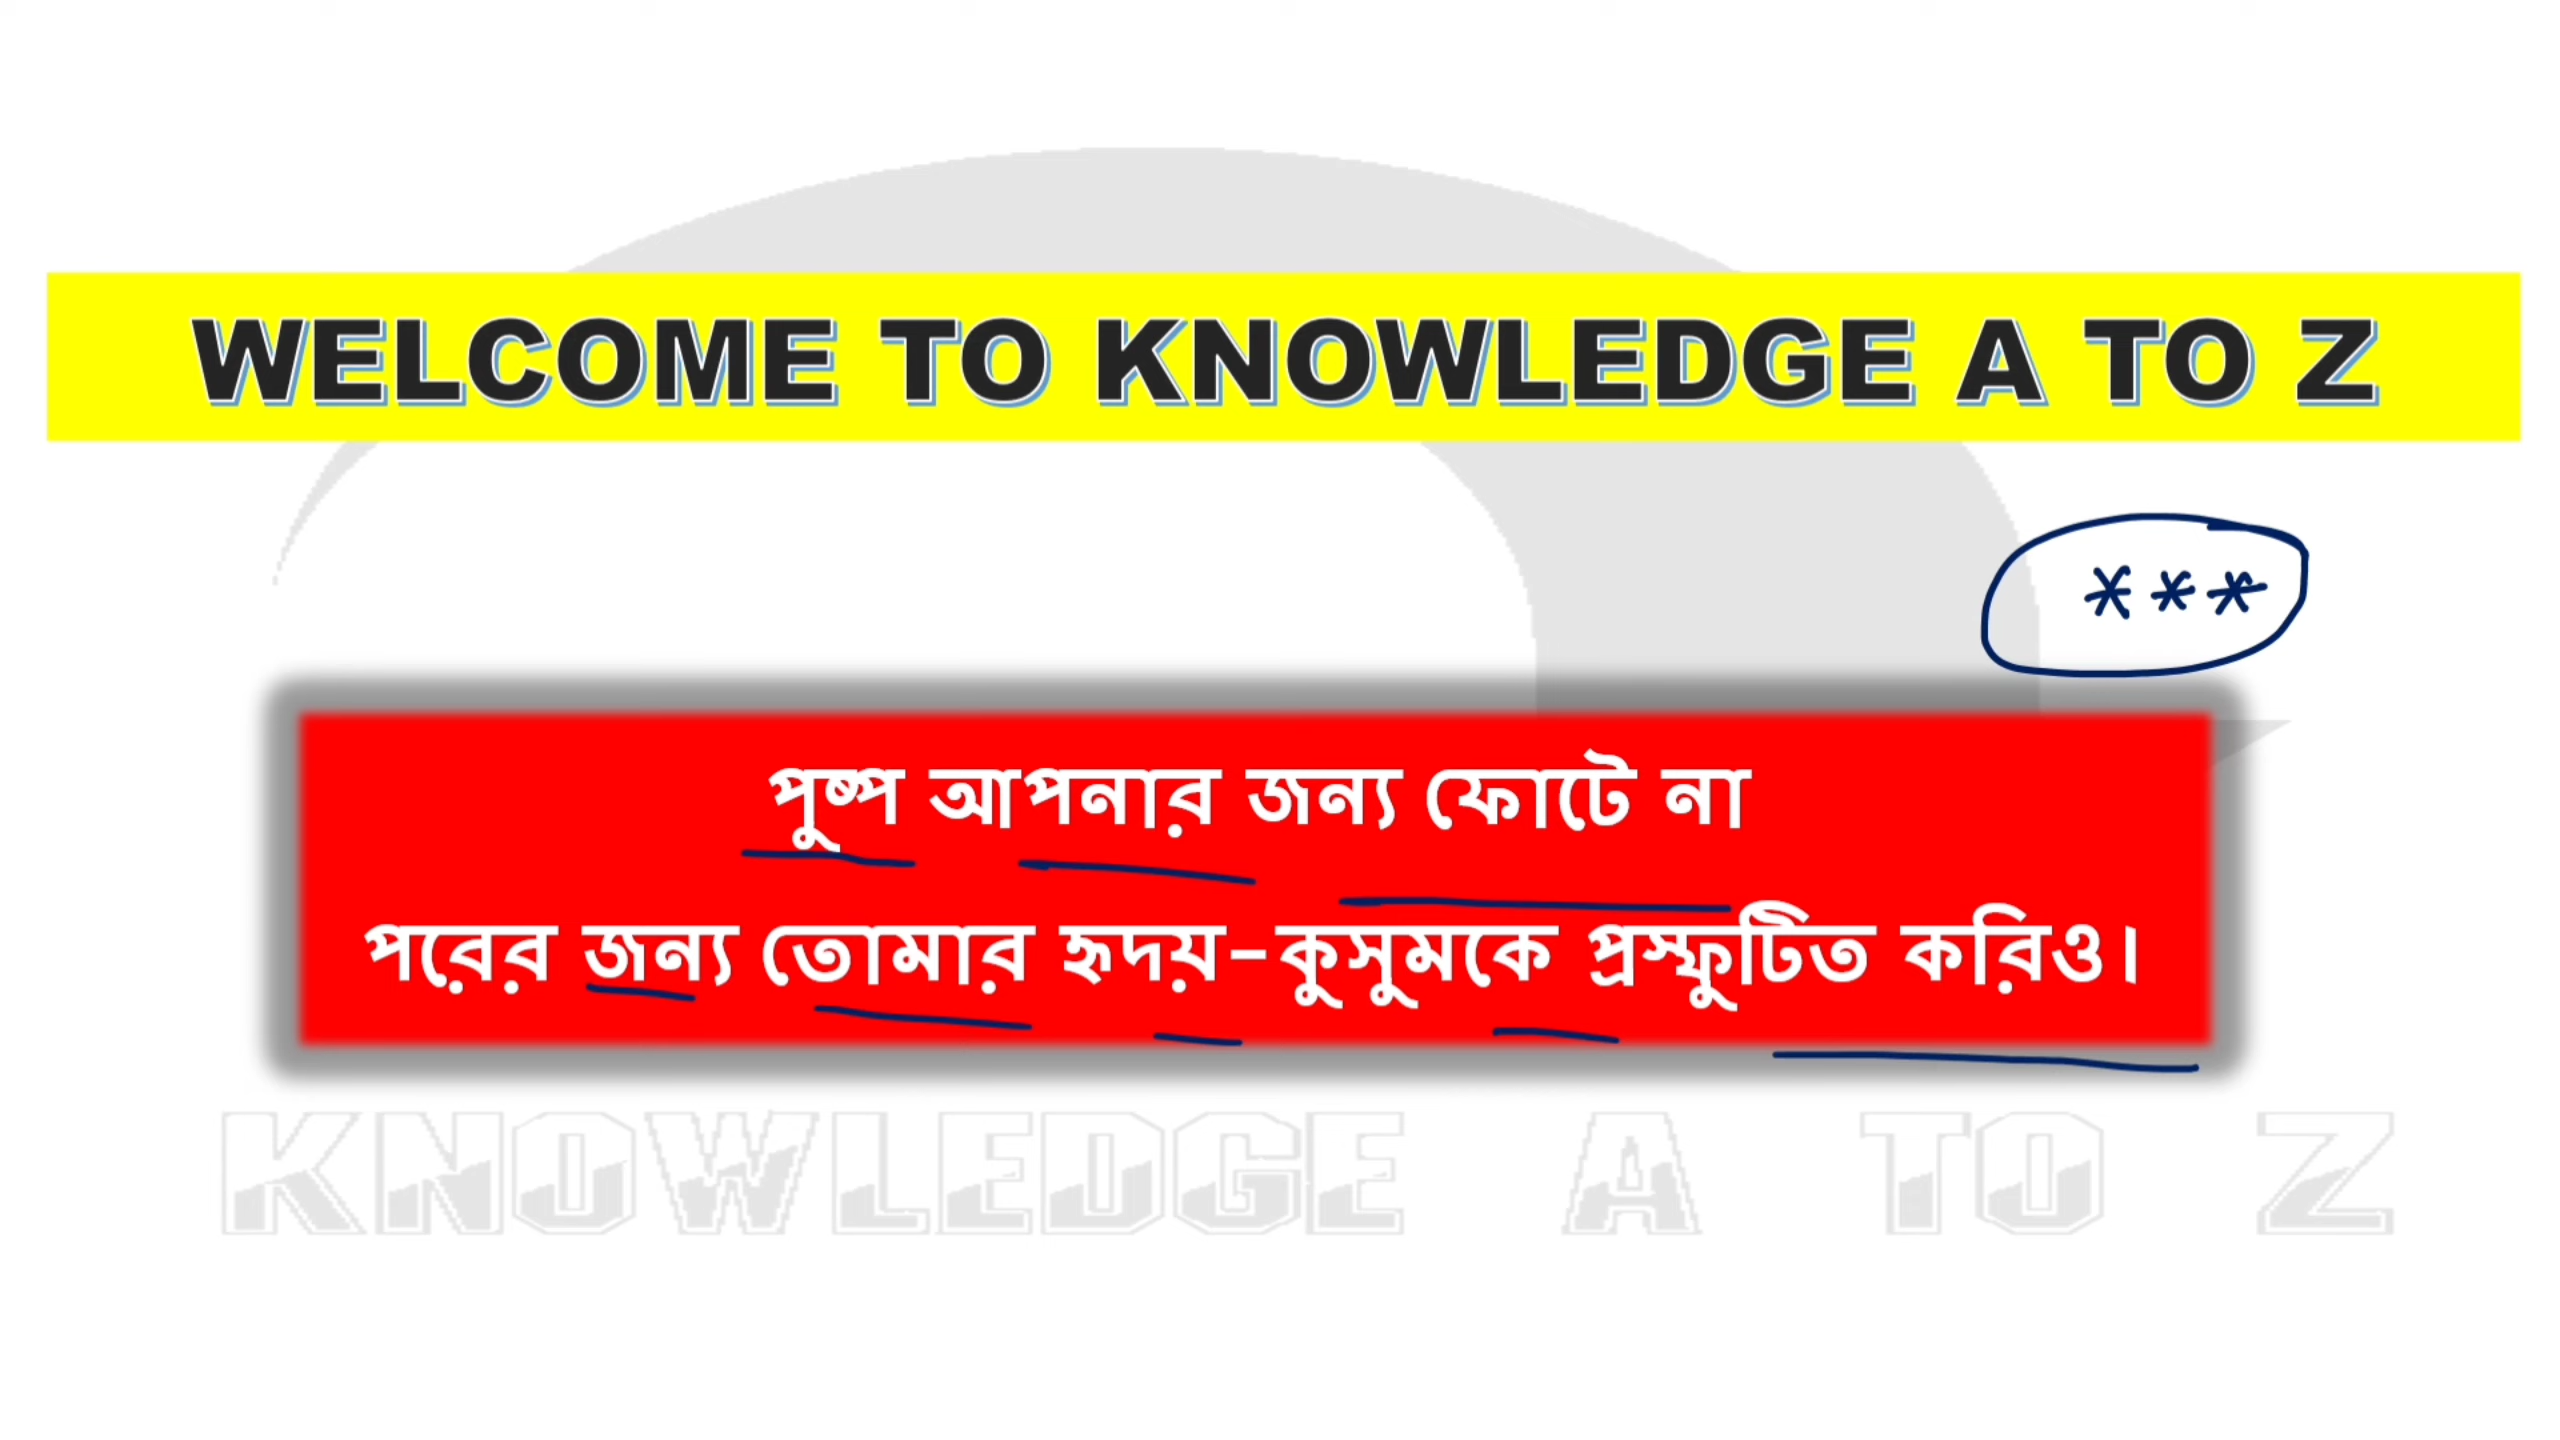 WELCOME TO KNOWLEDGE A TO Z
***
পুষ্প আপনার জন্য ফোটে না
পরের জন্য তোমার হৃদয়-কুসুমকে প্রস্ফুটিত করিও।
KNOWLEDGE A TO Z